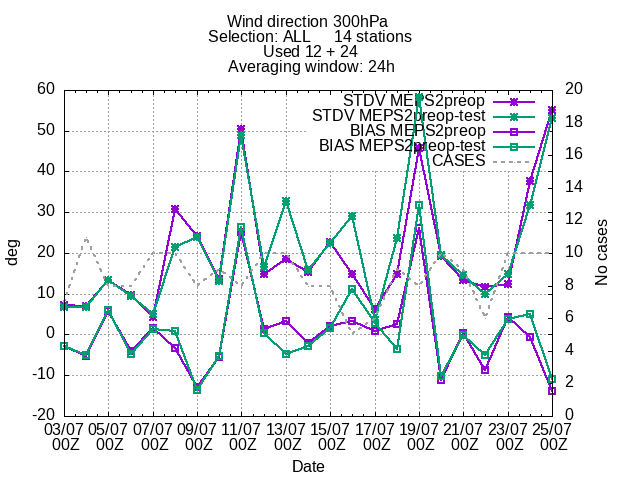 Wind direction 300hPa
Selection: ALL 14 stations
Used 12 + 24
Averaging window: 24h
STDV MEPS2preop
STDV MEPS2preop-test
BIAS MEPS2preop
BIAS MEPS2preop-test
CASES
60
50
40
30
20
10
0
-10
-20
deg
20
18
16
14
12
10
8
6
4
2
0
No cases
03/07 05/07 07/07 09/07 11/07 13/07 15/07 17/07 19/07 21/07 23/07 25/07
00Z 00Z 00Z 00Z 00Z 00Z 00Z 00Z 00Z 00Z 00Z 00Z
Date